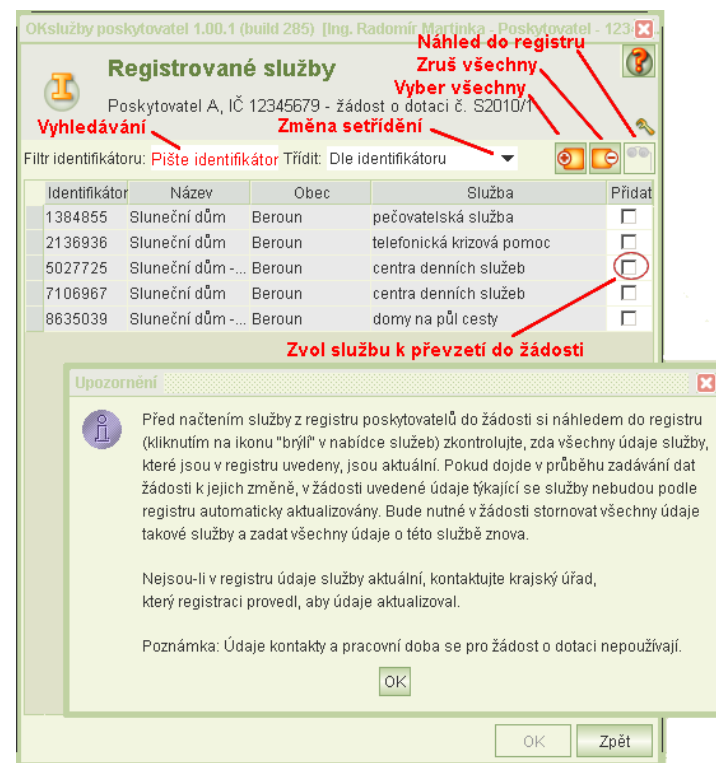 OKslužby poskytovatel 1.00.1 (build 285) [Ing. Radomír Martinka - Poskytovatel - 123
Náhled do registru
Registrované služby
Zruš všechny
Vyber všechny
Poskytovatel A, IČ 12345679 - žádost o dotaci č. S2010/1
Vyhledávání
Změna setřídění
Filtr identifikátoru: Pište identifikátor Třídit: Dle identifikátoru
Identifikátor Název Obec Služba Přidat
1384855 Sluneční dům Beroun pečovatelská služba
2136936 Sluneční dům Beroun telefonická krizová pomoc
5027725 Sluneční dům -... Beroun centra denních služeb
7106967 Sluneční dům -... Beroun centra denních služeb
8635039 Sluneční dům -... Beroun domy na půl cesty
Zvol službu k převzetí do žádosti
Upozornění
Před načtením služby z registru poskytovatelů do žádosti si náhledem do registru
(kliknutím na ikonu "brýlí" v nabídce služeb) zkontrolujte, zda všechny údaje služby,
které jsou v registru uvedeny, jsou aktuální. Pokud dojde v průběhu zadávání dat
žádosti k jejich změně, v žádosti uvedené údaje týkající se služby nebudou podle
registru automaticky aktualizovány. Bude nutné v žádosti stornovat všechny údaje
takové služby a zadat všechny údaje o této službě znova.
Nejsou-li v registru údaje služby aktuální, kontaktujte krajský úřad,
který registraci provedl, aby údaje aktualizoval.
Poznámka: Údaje kontakty a pracovní doba se pro žádost o dotaci nepoužívají.
OK
OK Zpět